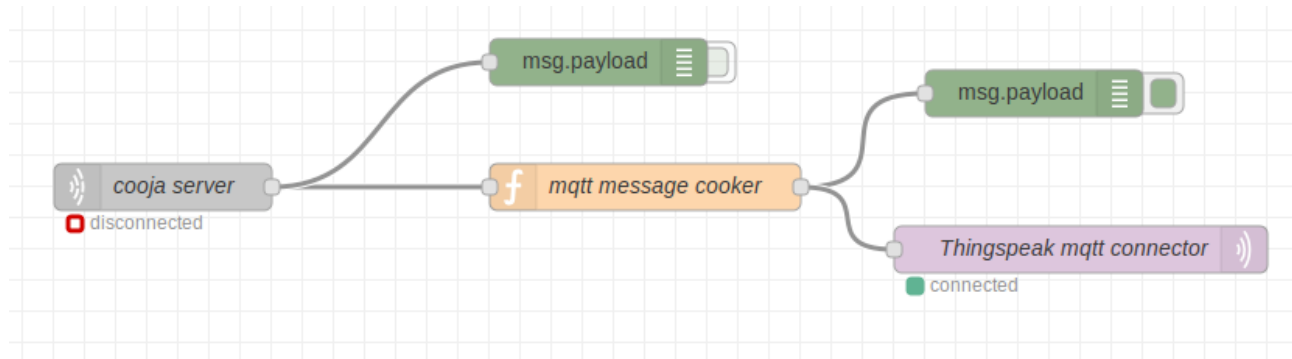 msg.payload
msg.payload
cooja server
mqtt message cooker
disconnected
Thingspeak mqtt connector
connected